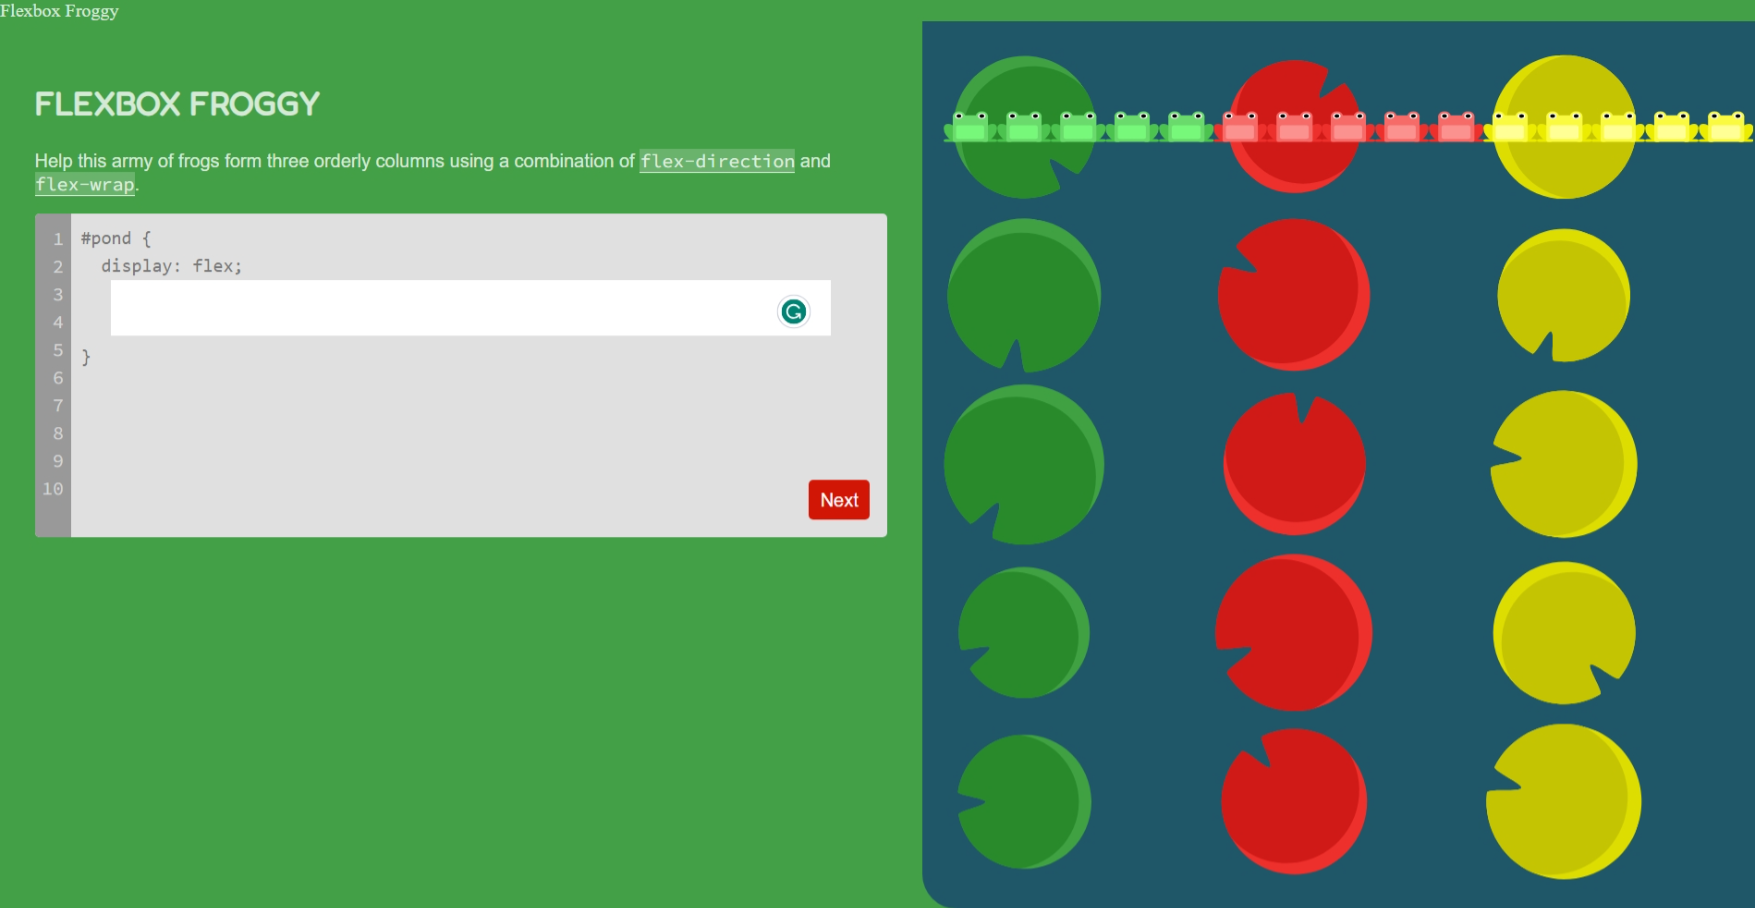 Flexbox Froggy
FLEXBOX FROGGY
Help this army of frogs form three orderly columns using a combination of flex-direction and
flex-wrap.
1 #pond {
2 display: flex;
3
4
5 }
6
7
8
9
10
Next